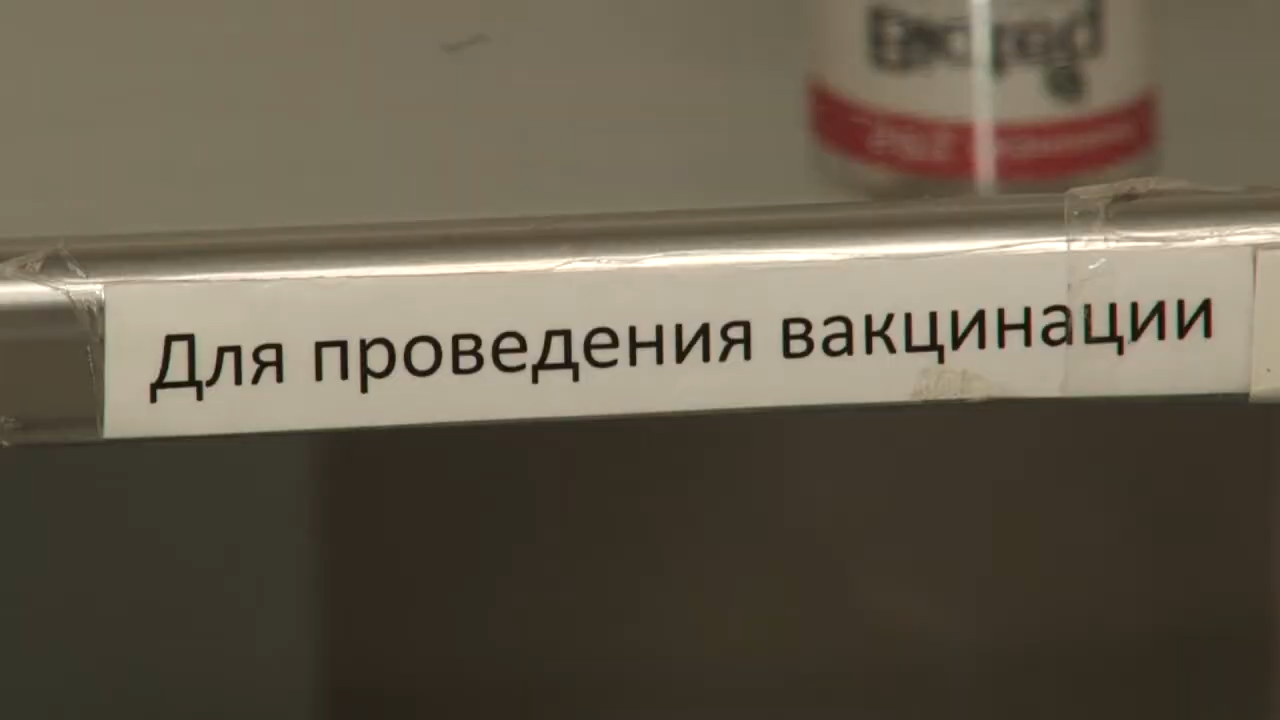 Для проведения вакцинации